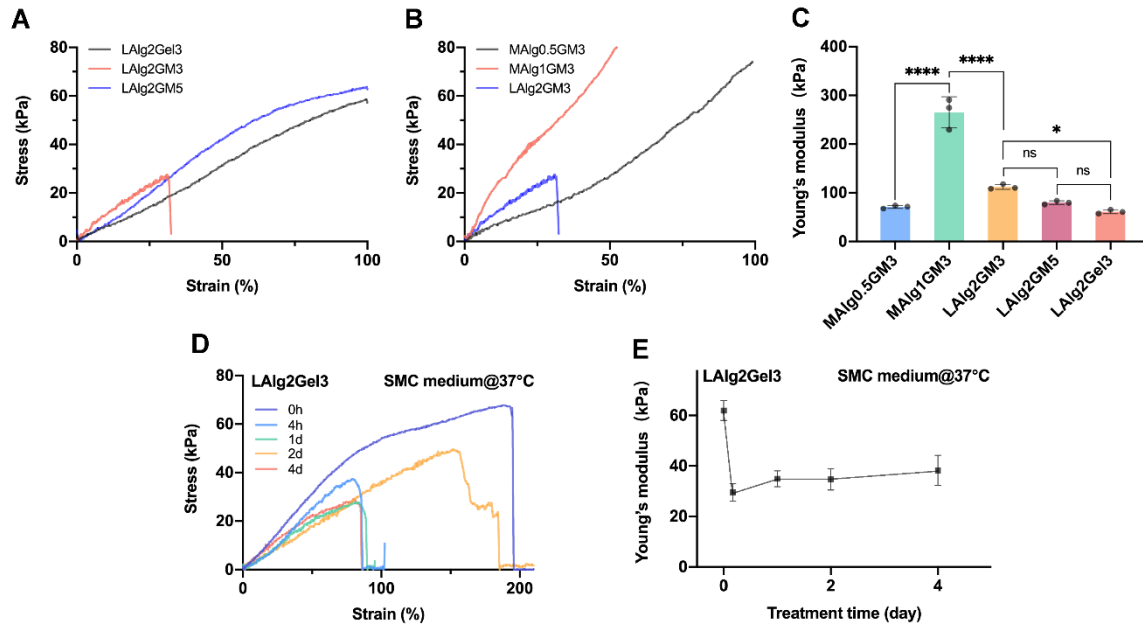 A
LAlg2Gel3
LAlg2GM3
LAlg2GM5
Stress (kPa)
80
60
40
20
0
0
50
100
Strain (%)
B
MAlg0.5GM3
MAlg1GM3
LAlg2GM3
Stress (kPa)
80
60
40
20
0
0
25
50
75
100
Strain (%)
C
Young's modulus (kPa)
400
300
200
100
0
****
****
*
ns
ns
MAlg0.5GM3
MAlg1GM3
LAlg2GM3
LAlg2GM5
LAlg2Gel3
D
LAlg2Gel3 SMC medium@37°C
0h
4h
1d
2d
4d
Stress (kPa)
80
60
40
20
0
0
100
200
Strain (%)
E
LAlg2Gel3 SMC medium@37°C
Young's modulus (kPa)
60
40
20
0
0
2
4
Treatment time (day)